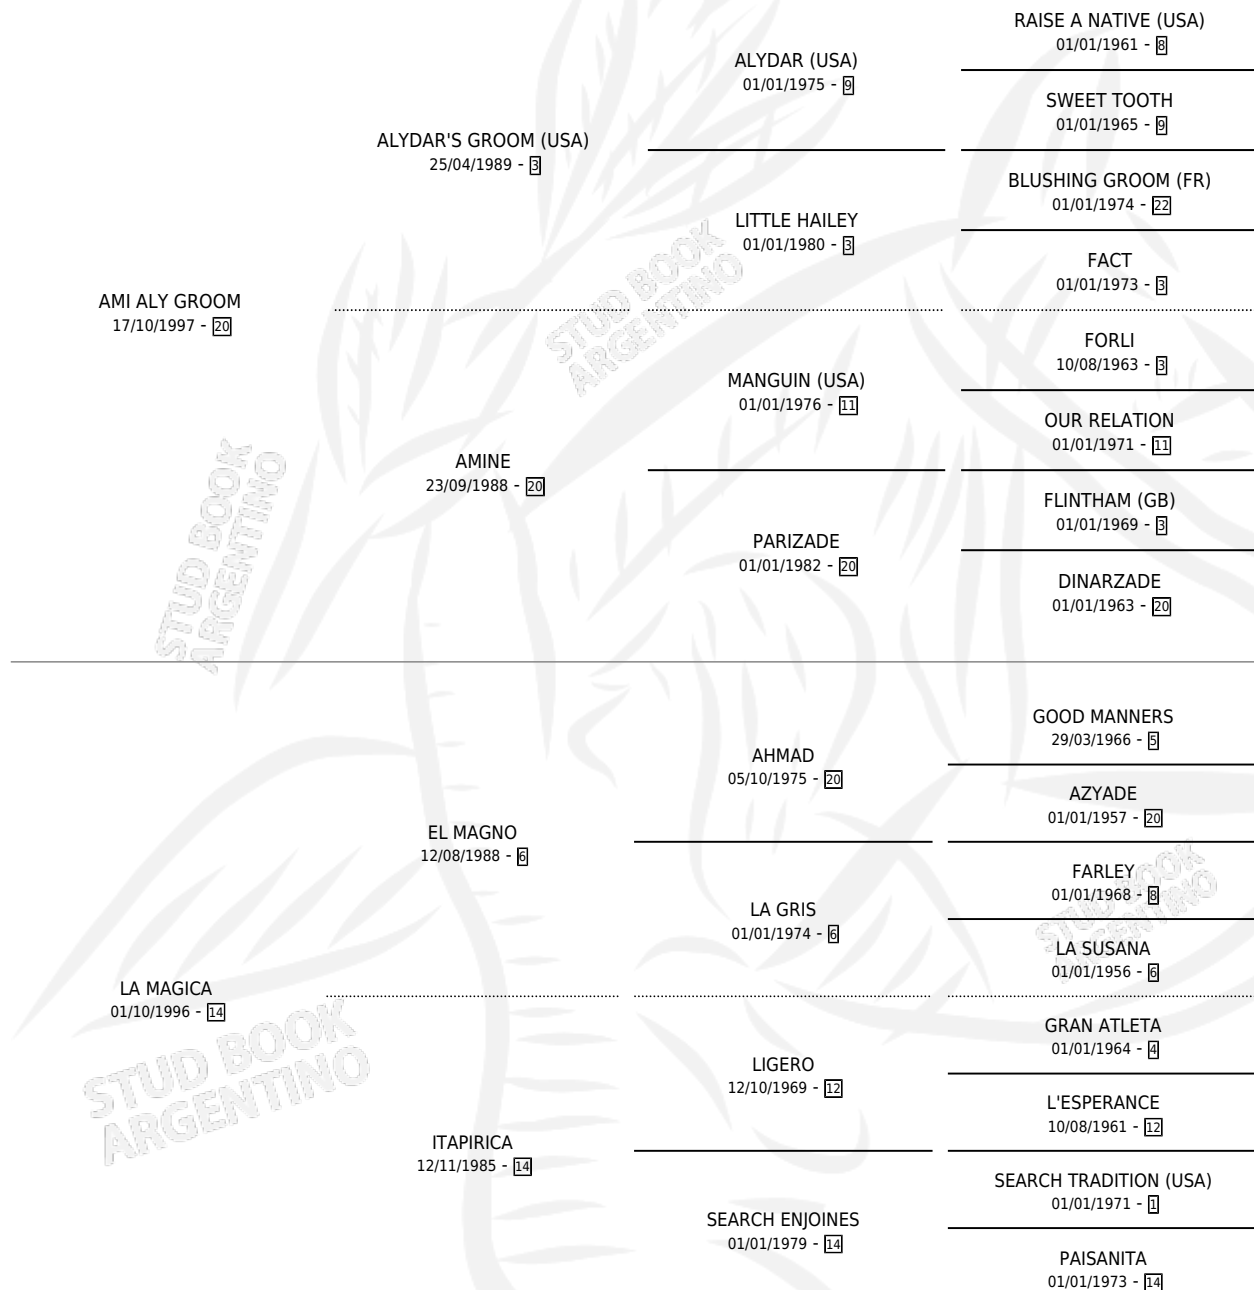 RAISE A NATIVE (USA)
01/01/1961 - 8
ALYDAR (USA)
01/01/1975 - 9
SWEET TOOTH
01/01/1965 - 9
ALYDAR'S GROOM (USA)
25/04/1989 - 3
BLUSHING GROOM (FR)
01/01/1974 - 22
LITTLE HAILEY
01/01/1980 - 3
FACT
01/01/1973 - 3
AMI ALY GROOM
17/10/1997 - 20
FORLI
10/08/1963 - 3
MANGUIN (USA)
01/01/1976 - 11
OUR RELATION
01/01/1971 - 11
AMINE
23/09/1988 - 20
FLINTHAM (GB)
01/01/1969 - 3
PARIZADE
01/01/1982 - 20
DINARZADE
01/01/1963 - 20
GOOD MANNERS
29/03/1966 - 5
AHMAD
05/10/1975 - 20
AZYADE
01/01/1957 - 20
EL MAGNO
12/08/1988 - 6
FARLEY
01/01/1968 - 8
LA GRIS
01/01/1974 - 6
LA SUSANA
01/01/1956 - 6
LA MAGICA
01/10/1996 - 14
GRAN ATLETA
01/01/1964 - 4
LIGERO
12/10/1969 - 12
L'ESPERANCE
10/08/1961 - 12
ITAPIRICA
12/11/1985 - 14
SEARCH TRADITION (USA)
01/01/1971 - 1
SEARCH ENJOINES
01/01/1979 - 14
PAISANITA
01/01/1973 - 14
STUD BOOK
ARGENTINO
STUD BOOK
ARGENTINO
STUD BOOK
ARGENTINO
STUD BOOK
ARGENTINO